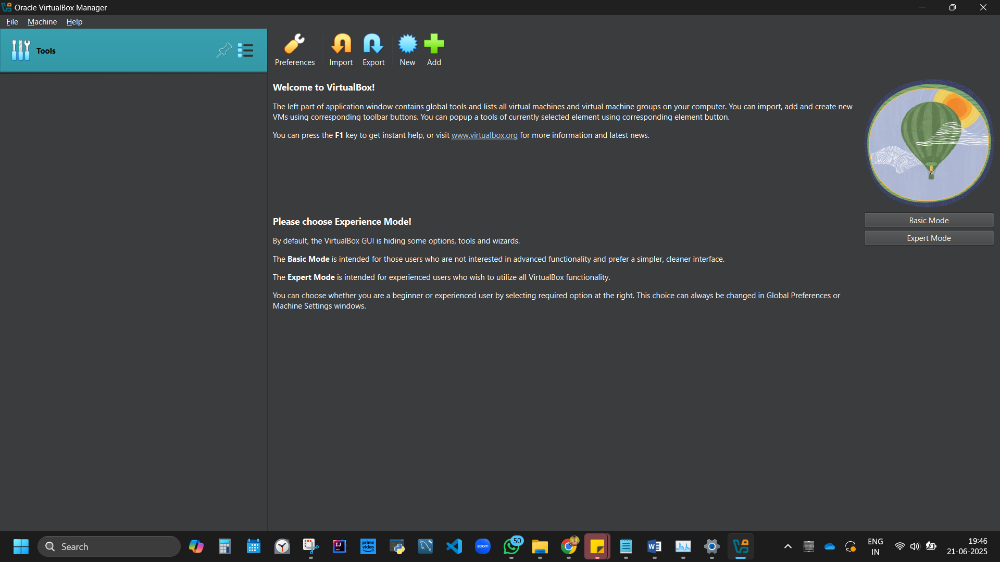 Oracle VirtualBox Manager
File Machine Help
Tools
Preferences Import Export New Add
Welcome to VirtualBox!
The left part of application window contains global tools and lists all virtual machines and virtual machine groups on your computer. You can import, add and create new
VMs using corresponding toolbar buttons. You can popup a tools of currently selected element using corresponding element button.
You can press the F1 key to get instant help, or visit www.virtualbox.org for more information and latest news.
Please choose Experience Mode!
By default, the VirtualBox GUI is hiding some options, tools and wizards.
The Basic Mode is intended for those users who are not interested in advanced functionality and prefer a simpler, cleaner interface.
The Expert Mode is intended for experienced users who wish to utilize all VirtualBox functionality.
You can choose whether you are a beginner or experienced user by selecting required option at the right. This choice can always be changed in Global Preferences or
Machine Settings windows.
Basic Mode
Expert Mode
Search
IJ
prime
video
zoom
50
W
ENG
IN
19:46
21-06-2025